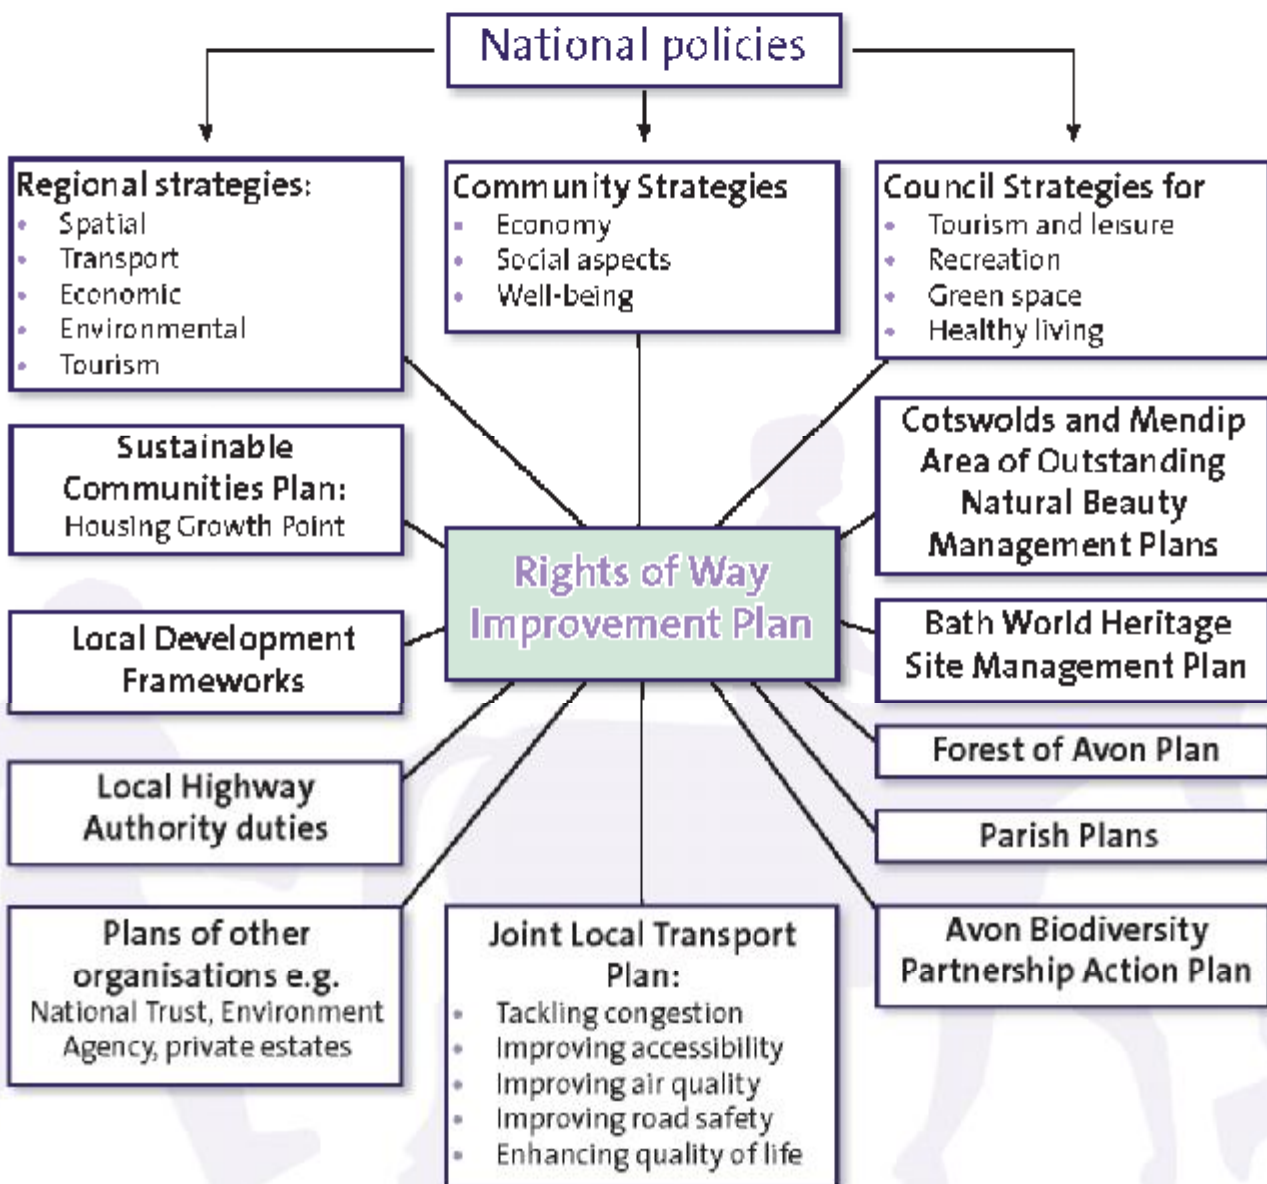 National policies
Regional strategies:
• Spatial
• Transport
• Economic
• Environmental
• Tourism
Community Strategies
• Economy
• Social aspects
• Well-being
Council Strategies for
• Tourism and leisure
• Recreation
• Green space
• Healthy living
Sustainable
Communities Plan:
Housing Growth Point
Cotswolds and Mendip
Area of Outstanding
Natural Beauty
Management Plans
Rights of Way
Improvement Plan
Local Development
Frameworks
Bath World Heritage
Site Management Plan
Forest of Avon Plan
Local Highway
Authority duties
Parish Plans
Plans of other
organisations e.g.
National Trust, Environment
Agency, private estates
Joint Local Transport
Plan:
• Tackling congestion
• Improving accessibility
• Improving air quality
• Improving road safety
• Enhancing quality of life
Avon Biodiversity
Partnership Action Plan